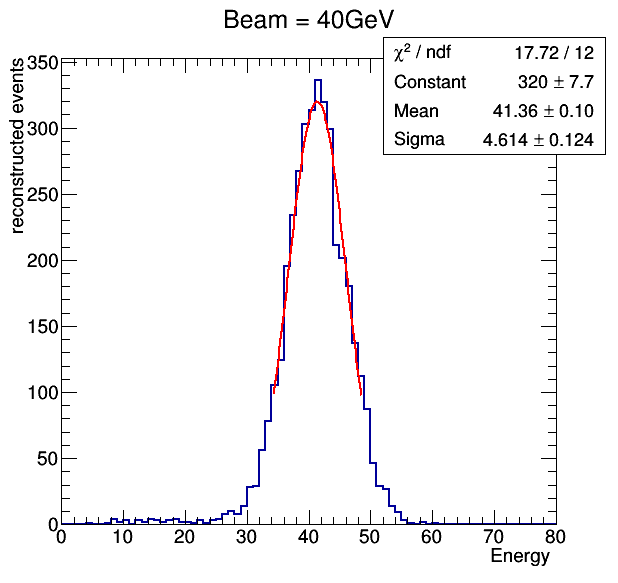 Beam = 40GeV
χ² / ndf 17.72 / 12
Constant 320 ± 7.7
Mean 41.36 ± 0.10
Sigma 4.614 ± 0.124
reconstructed events
350
300
250
200
150
100
50
0
0 10 20 30 40 50 60 70 80
Energy